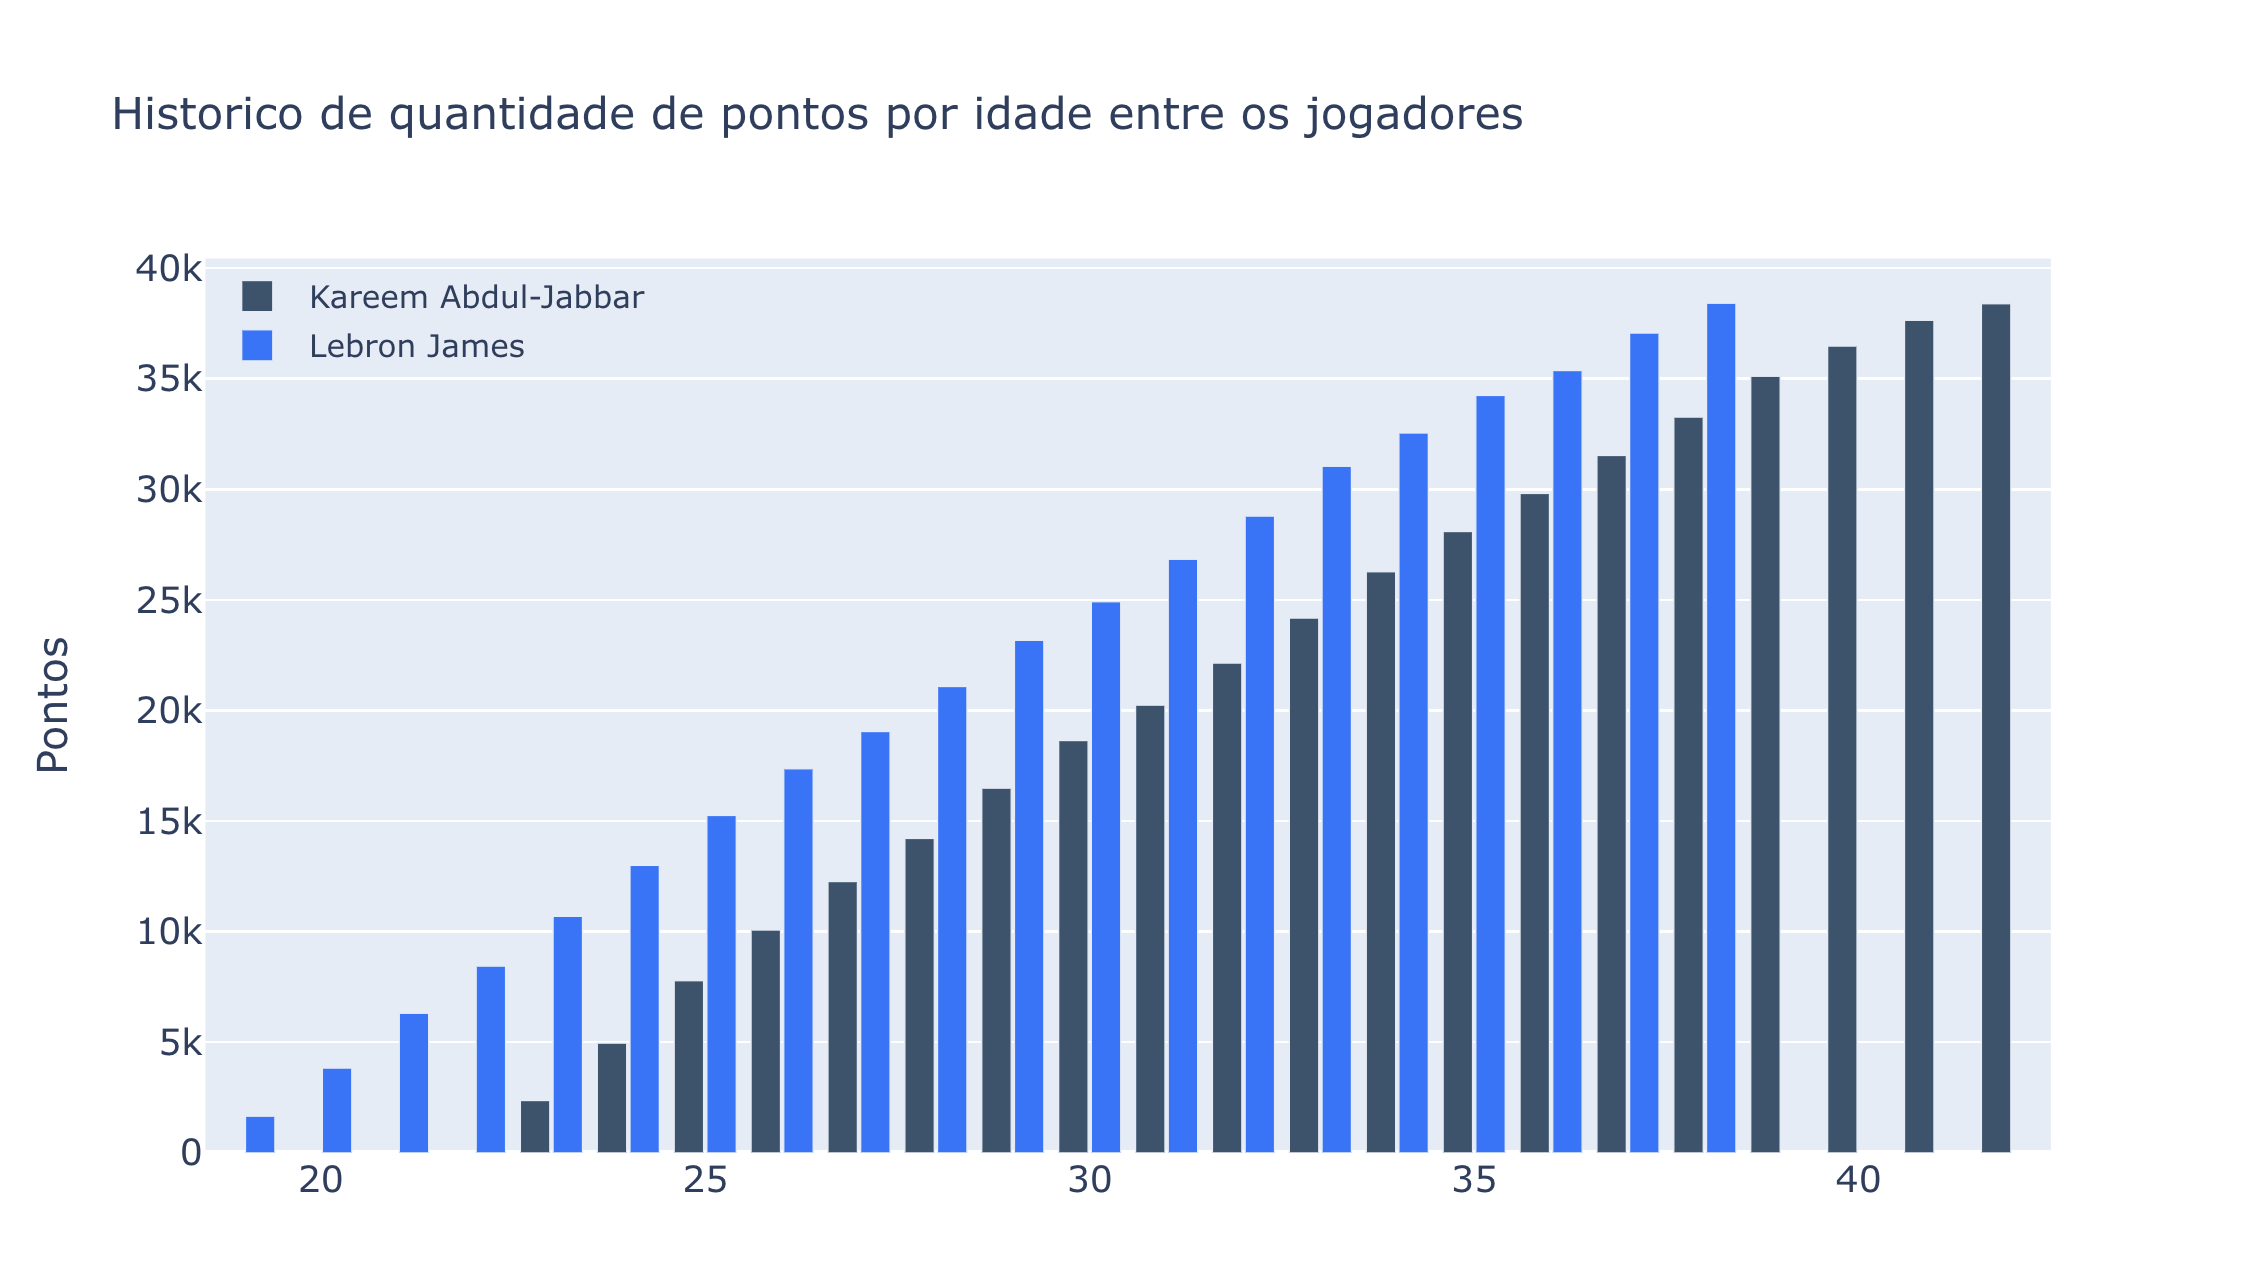 Historico de quantidade de pontos por idade entre os jogadores
Kareem Abdul-Jabbar
Lebron James
40k
35k
30k
25k
20k
15k
10k
5k
0
Pontos
20 25 30 35 40